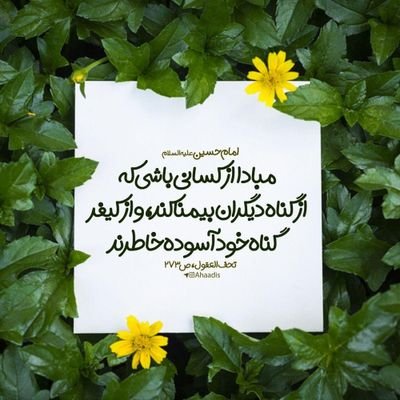 امام حسین علیه‌السلام
مبادا از کسانی باشی که
از گناه دیگران بیمناکند، و از کیفر
گناه خود آسوده خاطرند
تحف العقول، ص۲۷۳
@Ahaadis